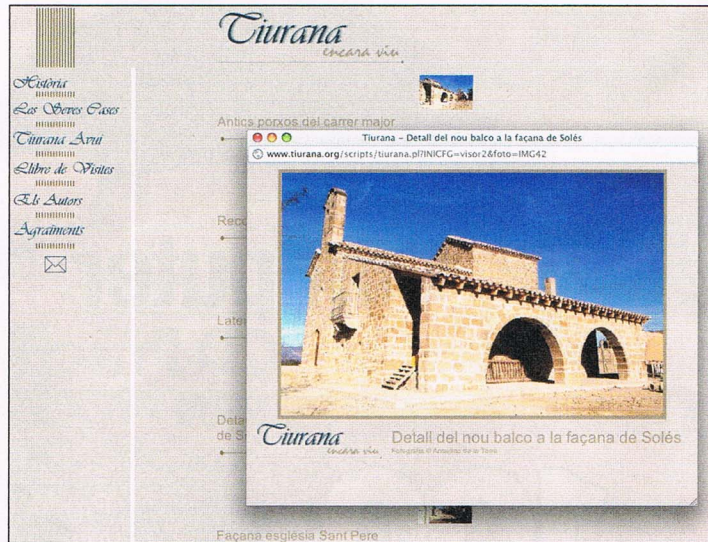 Tiurana
encara viu
Història
Les Seves Cases
Tiurana Avui
Llibre de Visites
Els Autors
Agraïments
Antics porxos del carrer major
Reco
Later
Deta
de S
Façana església Sant Pere
Tiurana – Detall del nou balco a la façana de Solés
www.tiurana.org/scripts/tiurana.pl?INICFG=visor2&foto=IMG42
Tiurana
encara viu
Detall del nou balco a la façana de Solés